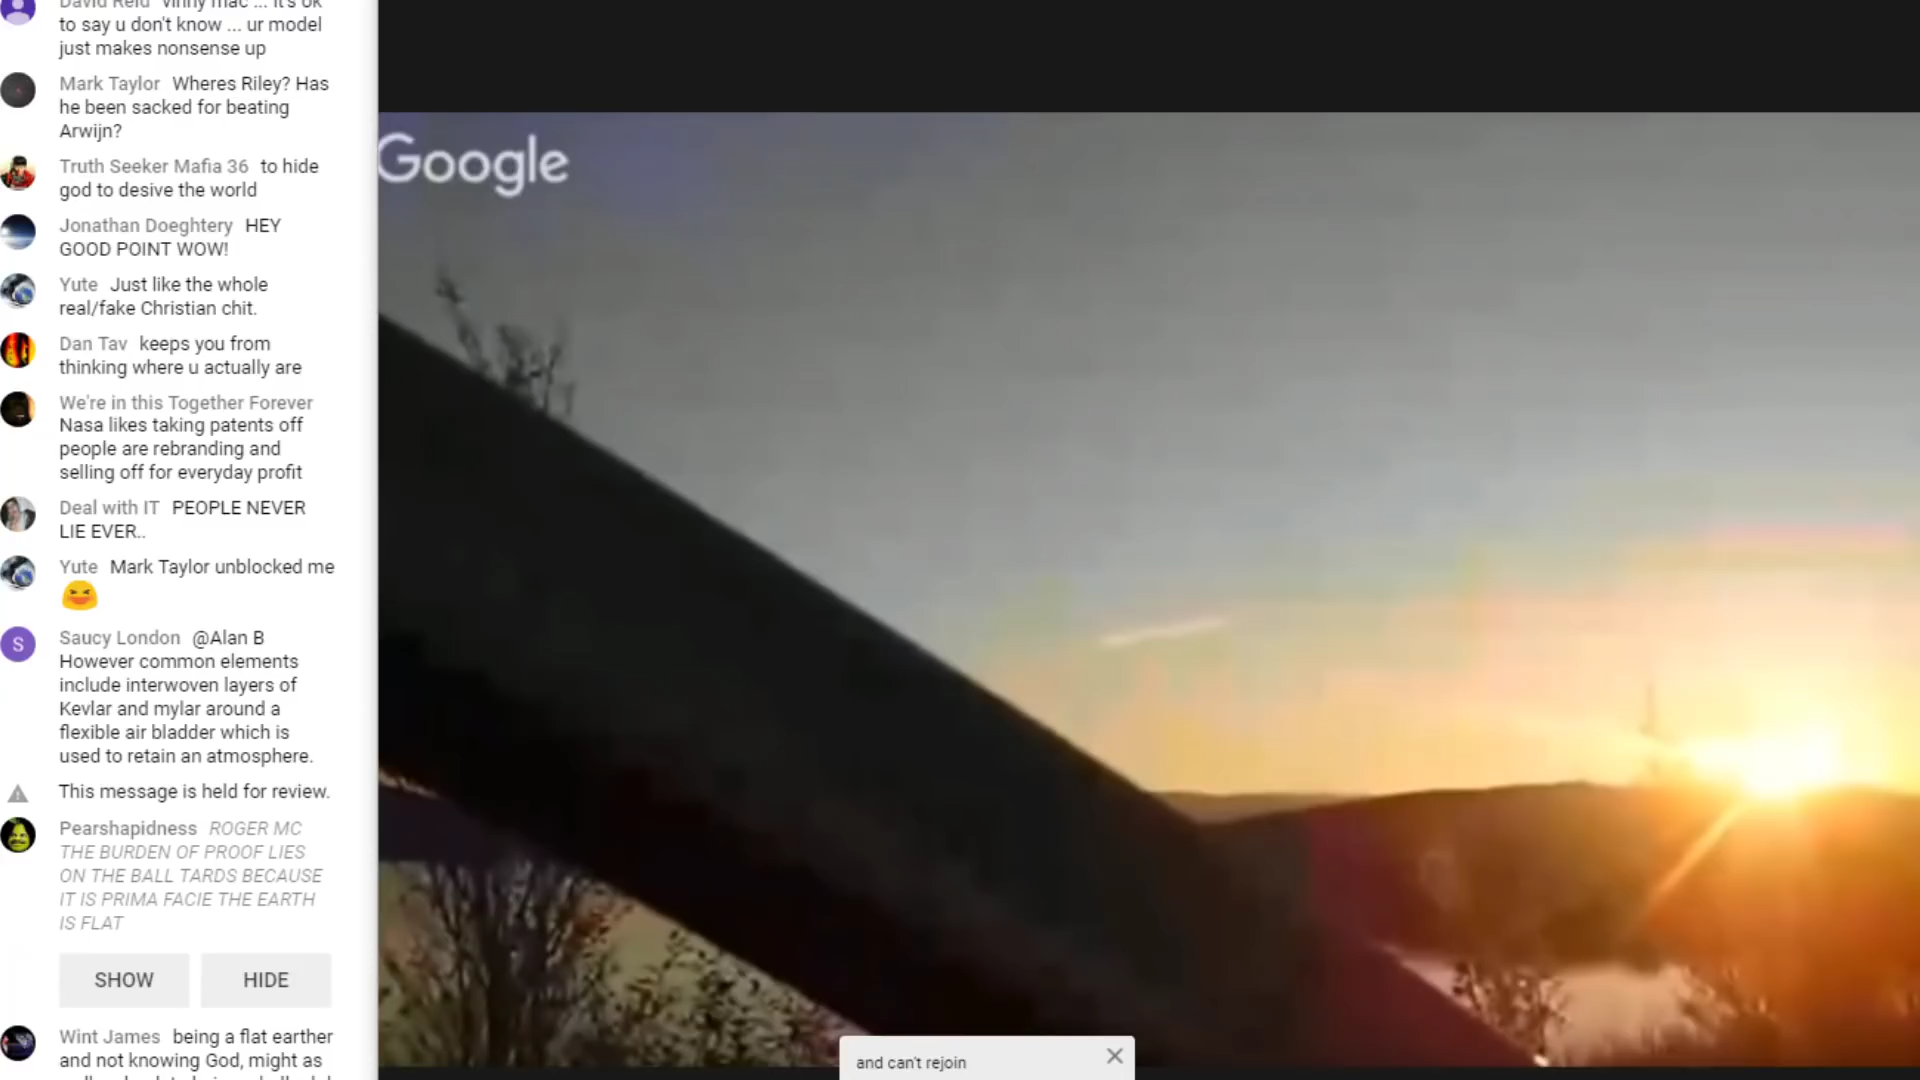 David Reid vinny mac ... it's ok
to say u don't know ... ur model
just makes nonsense up
Mark Taylor Wheres Riley? Has
he been sacked for beating
Arwijn?
Truth Seeker Mafia 36 to hide
god to desive the world
Jonathan Doeghtery HEY
GOOD POINT WOW!
Yute Just like the whole
real/fake Christian chit.
Dan Tav keeps you from
thinking where u actually are
We're in this Together Forever
Nasa likes taking patents off
people are rebranding and
selling off for everyday profit
Deal with IT PEOPLE NEVER
LIE EVER..
Yute Mark Taylor unblocked me
S
Saucy London @Alan B
However common elements
include interwoven layers of
Kevlar and mylar around a
flexible air bladder which is
used to retain an atmosphere.
This message is held for review.
Pearshapidness ROGER MC
THE BURDEN OF PROOF LIES
ON THE BALL TARDS BECAUSE
IT IS PRIMA FACIE THE EARTH
IS FLAT
SHOW HIDE
Wint James being a flat earther
and not knowing God, might as
Google
and can't rejoin